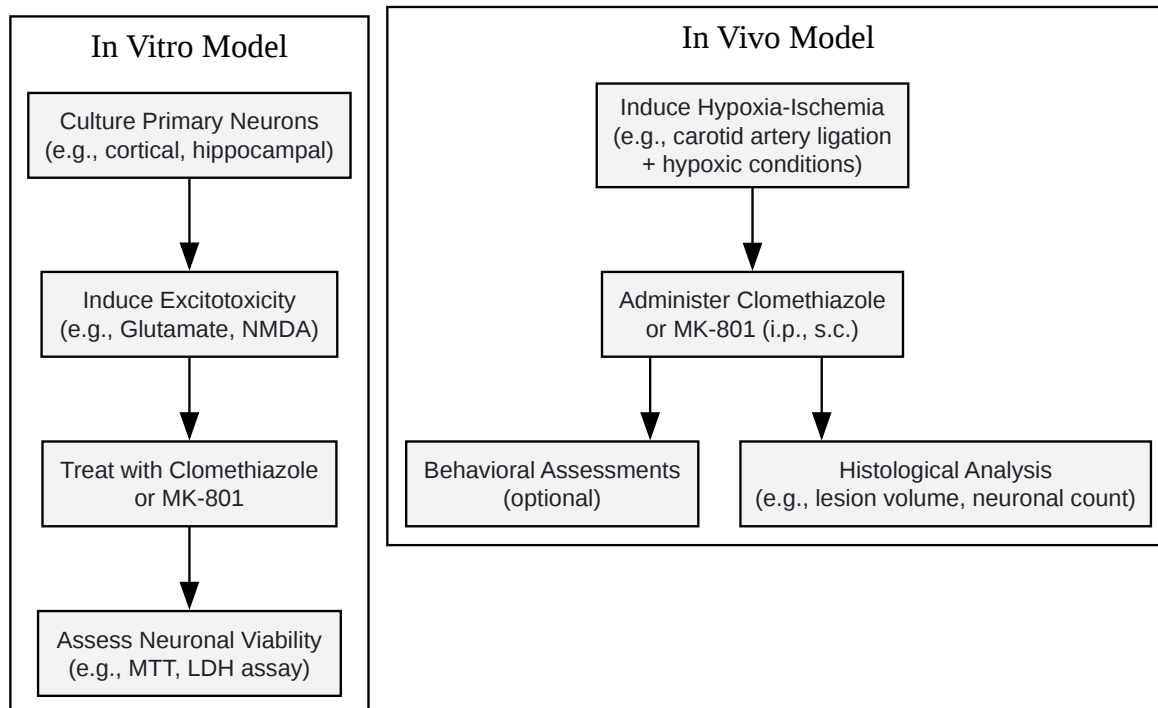 In Vitro Model
Culture Primary Neurons
(e.g., cortical, hippocampal)
Induce Excitotoxicity
(e.g., Glutamate, NMDA)
Treat with Clomethiazole
or MK-801
Assess Neuronal Viability
(e.g., MTT, LDH assay)
In Vivo Model
Induce Hypoxia-Ischemia
(e.g., carotid artery ligation
+ hypoxic conditions)
Administer Clomethiazole
or MK-801 (i.p., s.c.)
Behavioral Assessments
(optional)
Histological Analysis
(e.g., lesion volume, neuronal count)